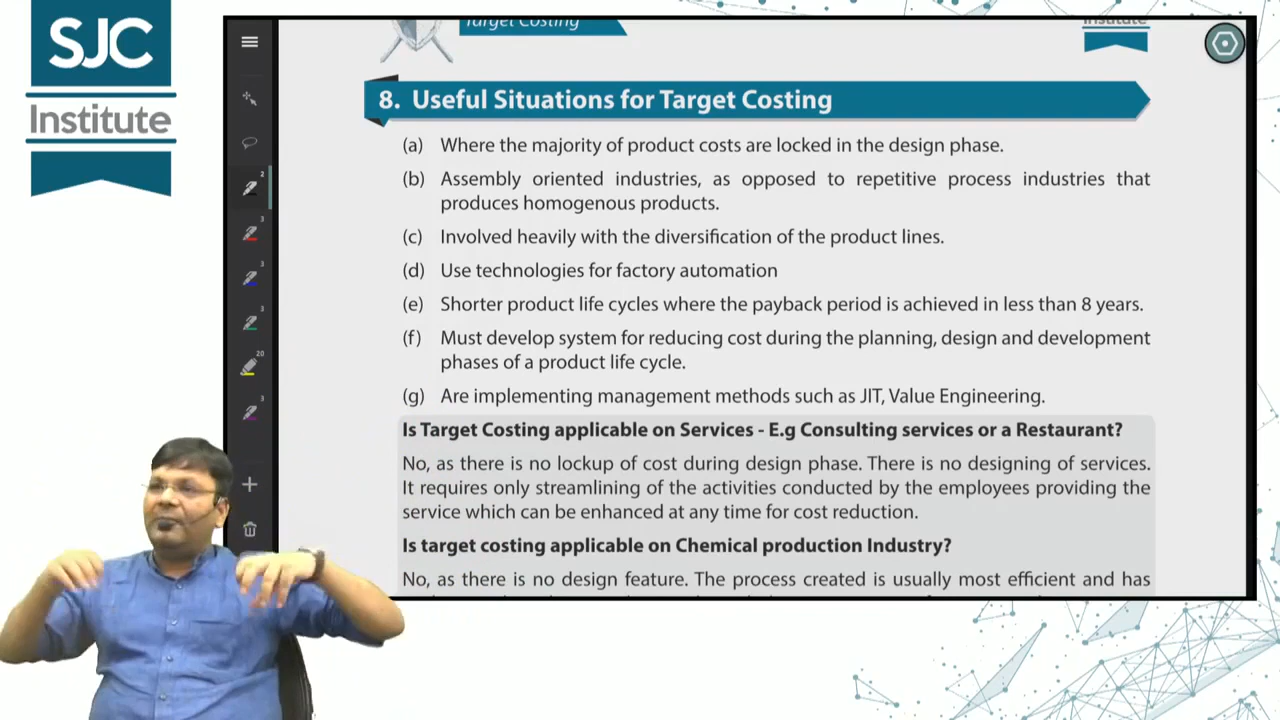 SJC
Institute
Target Costing
Institute
8. Useful Situations for Target Costing
(a) Where the majority of product costs are locked in the design phase.
(b) Assembly oriented industries, as opposed to repetitive process industries that
produces homogenous products.
(c) Involved heavily with the diversification of the product lines.
(d) Use technologies for factory automation
(e) Shorter product life cycles where the payback period is achieved in less than 8 years.
(f) Must develop system for reducing cost during the planning, design and development
phases of a product life cycle.
(g) Are implementing management methods such as JIT, Value Engineering.
Is Target Costing applicable on Services - E.g Consulting services or a Restaurant?
No, as there is no lockup of cost during design phase. There is no designing of services.
It requires only streamlining of the activities conducted by the employees providing the
service which can be enhanced at any time for cost reduction.
Is target costing applicable on Chemical production Industry?
No, as there is no design feature. The process created is usually most efficient and has
2
3
3
3
20
3